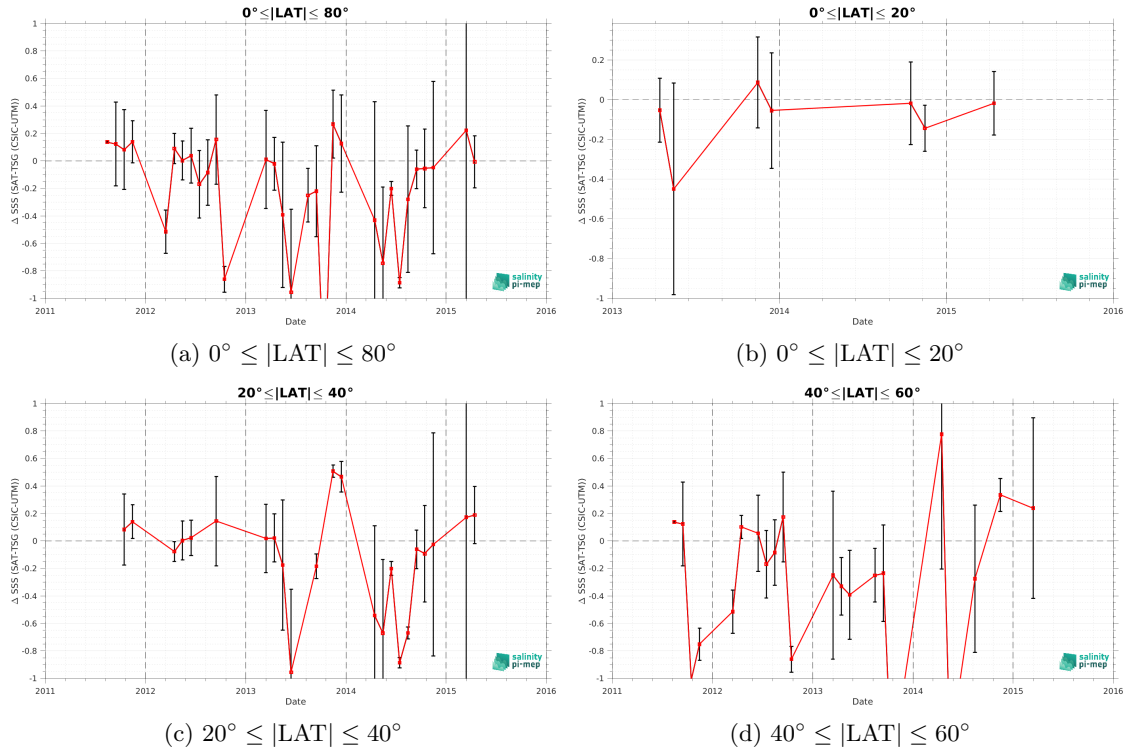 0°≤|LAT|≤ 80°
1
0.8
0.6
0.4
0.2
0
-0.2
-0.4
-0.6
-0.8
-1
Δ SSS (SAT-TSG (CSIC-UTM))
2011
2012
2013
2014
2015
2016
Date
salinity
pi-mep
(a) 0° ≤ |LAT| ≤ 80°
0°≤|LAT|≤ 20°
0.2
0
-0.2
-0.4
-0.6
-0.8
-1
Δ SSS (SAT-TSG (CSIC-UTM))
2013
2014
2015
2016
Date
salinity
pi-mep
(b) 0° ≤ |LAT| ≤ 20°
20°≤|LAT|≤ 40°
1
0.8
0.6
0.4
0.2
0
-0.2
-0.4
-0.6
-0.8
-1
Δ SSS (SAT-TSG (CSIC-UTM))
2011
2012
2013
2014
2015
2016
Date
salinity
pi-mep
(c) 20° ≤ |LAT| ≤ 40°
40°≤|LAT|≤ 60°
1
0.8
0.6
0.4
0.2
0
-0.2
-0.4
-0.6
-0.8
-1
Δ SSS (SAT-TSG (CSIC-UTM))
2011
2012
2013
2014
2015
2016
Date
salinity
pi-mep
(d) 40° ≤ |LAT| ≤ 60°